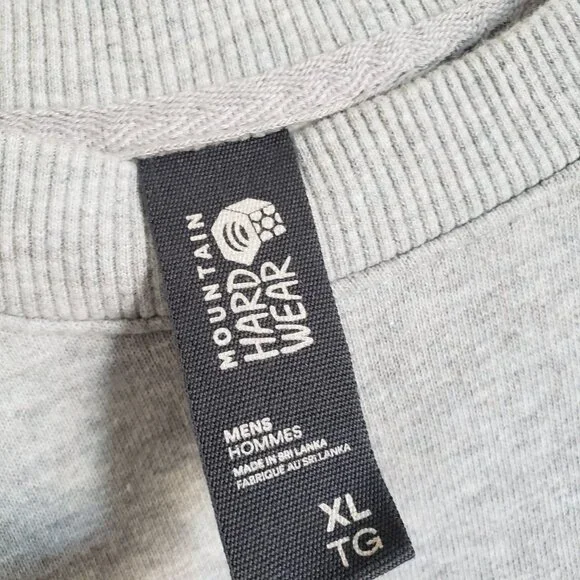 MOUNTAIN
HARD
WEAR
MENS
HOMMES
MADE IN SRI LANKA
FABRIQUE AU SRI LANKA
XL
TG